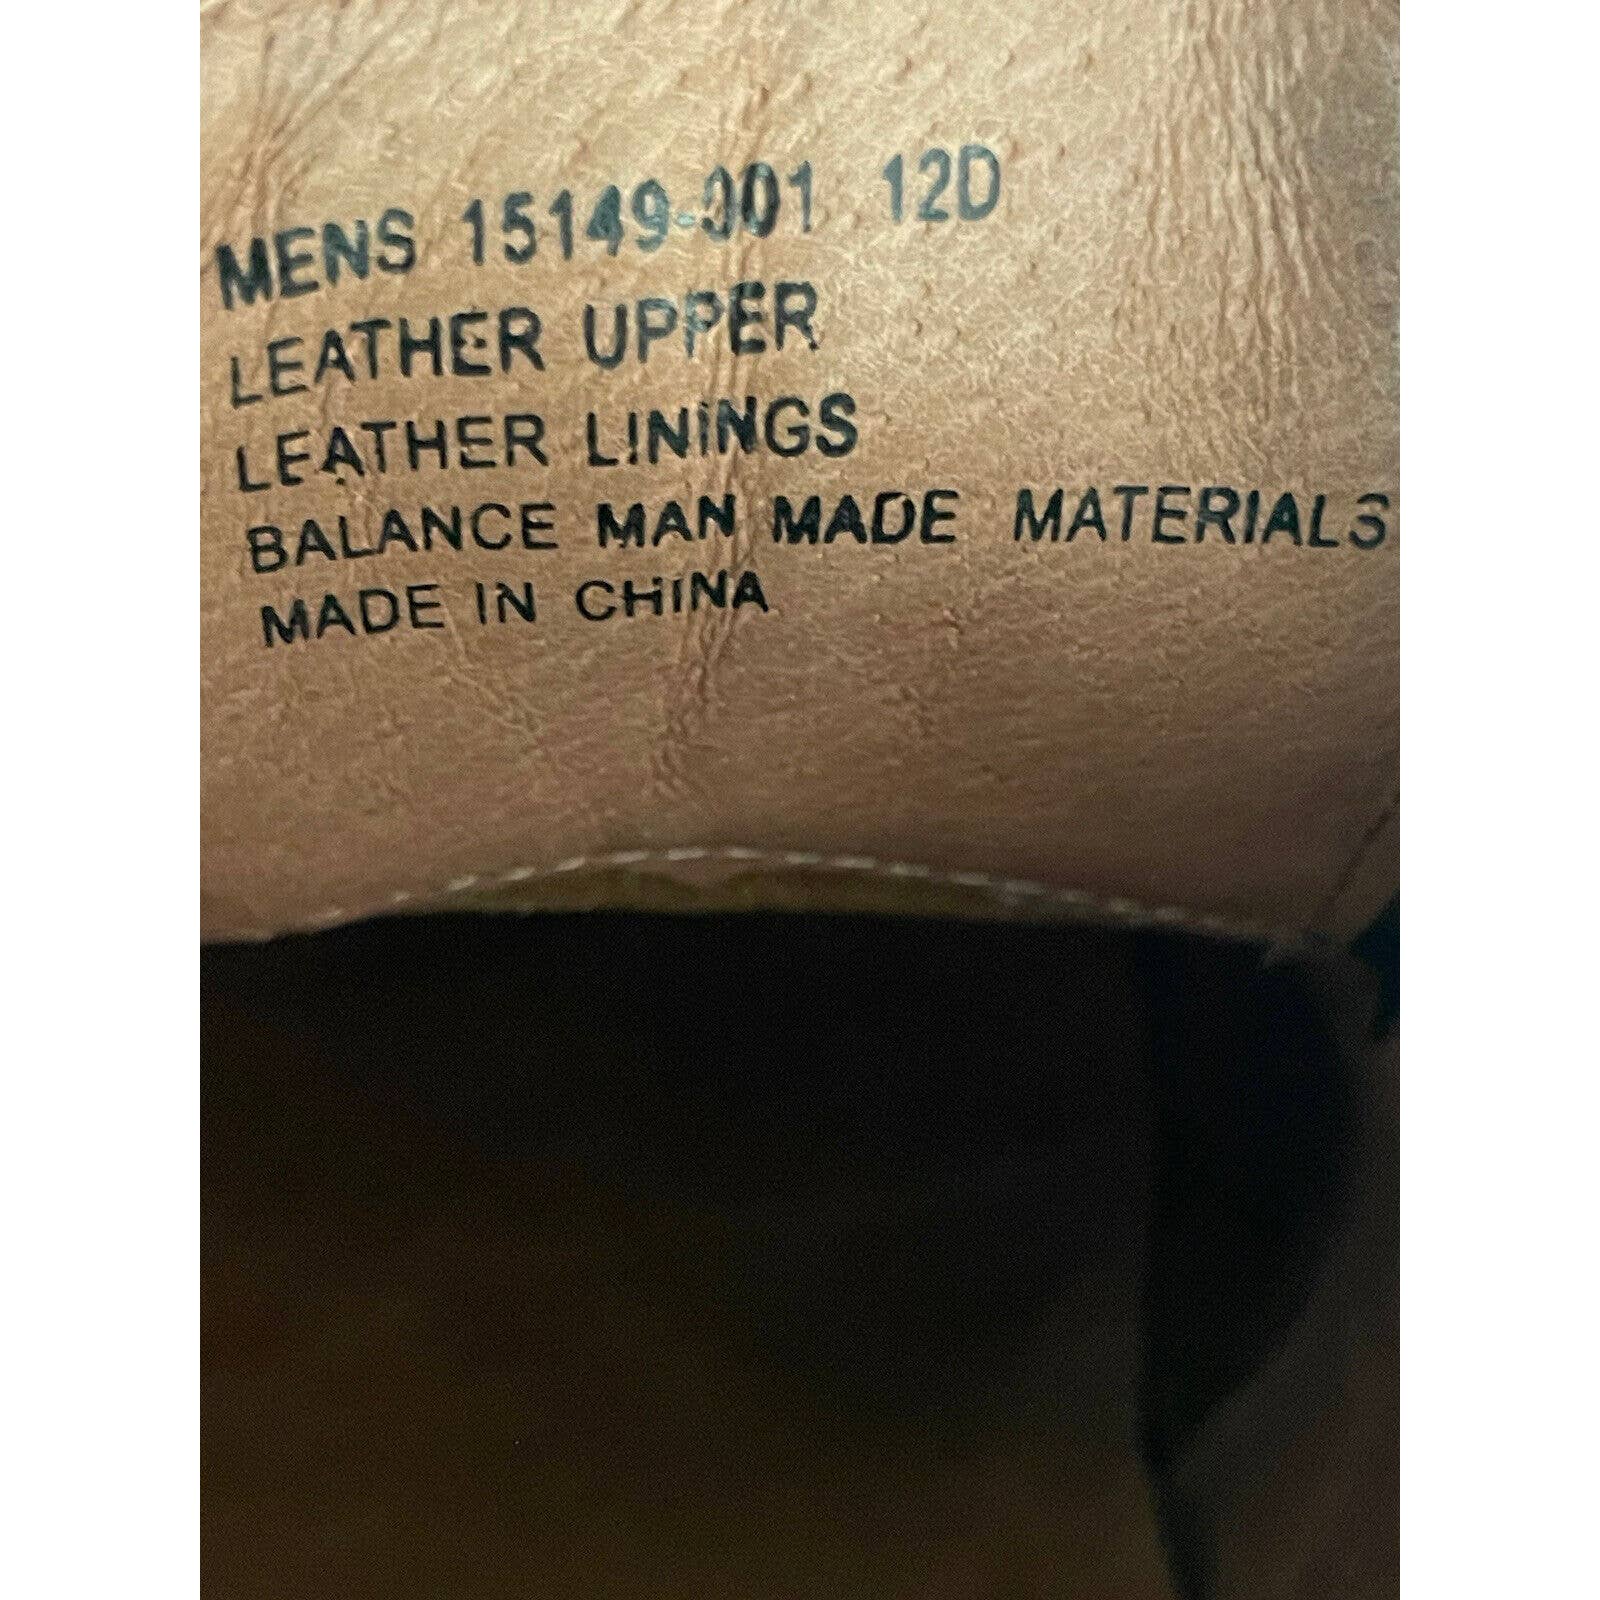 MENS 15149-001 12D
LEATHER UPPER
LEATHER LININGS
BALANCE MAN MADE MATERIALS
MADE IN CHINA